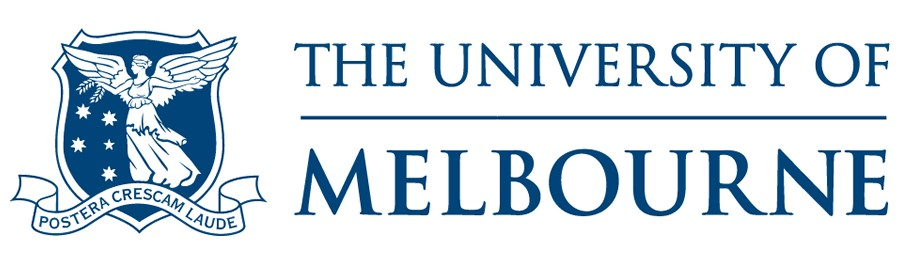 THE UNIVERSITY OF
MELBOURNE
POSTERA CRESCAM LAUDE